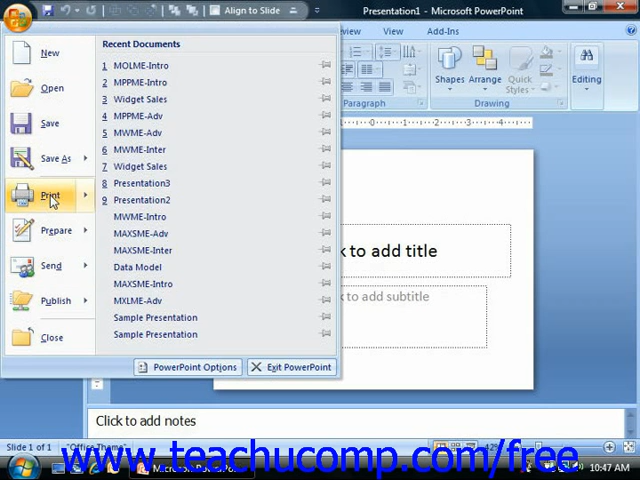 Align to Slide
Presentation1 - Microsoft PowerPoint
Recent Documents
New
Open
Save
Save As
Print
Prepare
Send
Publish
Close
1 MOLME-Intro
2 MPPME-Intro
3 Widget Sales
4 MPPME-Adv
5 MWME-Adv
6 MWME-Inter
7 Widget Sales
8 Presentation3
9 Presentation2
MWME-Intro
MAXSME-Adv
MAXSME-Inter
Data Model
MAXSME-Intro
MXLME-Adv
Sample Presentation
Sample Presentation
PowerPoint Options
Exit PowerPoint
View
Add-Ins
Shapes
Arrange
Quick
Styles
Editing
Paragraph
Drawing
to add title
to add subtitle
Click to add notes
Slide 1 of 1
"Office Theme"
42%
www.teachucomp.com/free
10:47 AM